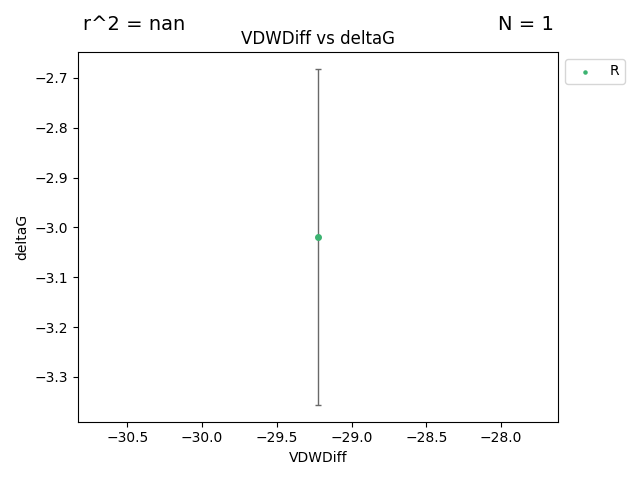 r^2 = nan
N = 1
VDWDiff vs deltaG
R
−2.7
−2.8
−2.9
−3.0
−3.1
−3.2
−3.3
deltaG
−30.5 −30.0 −29.5 −29.0 −28.5 −28.0
VDWDiff